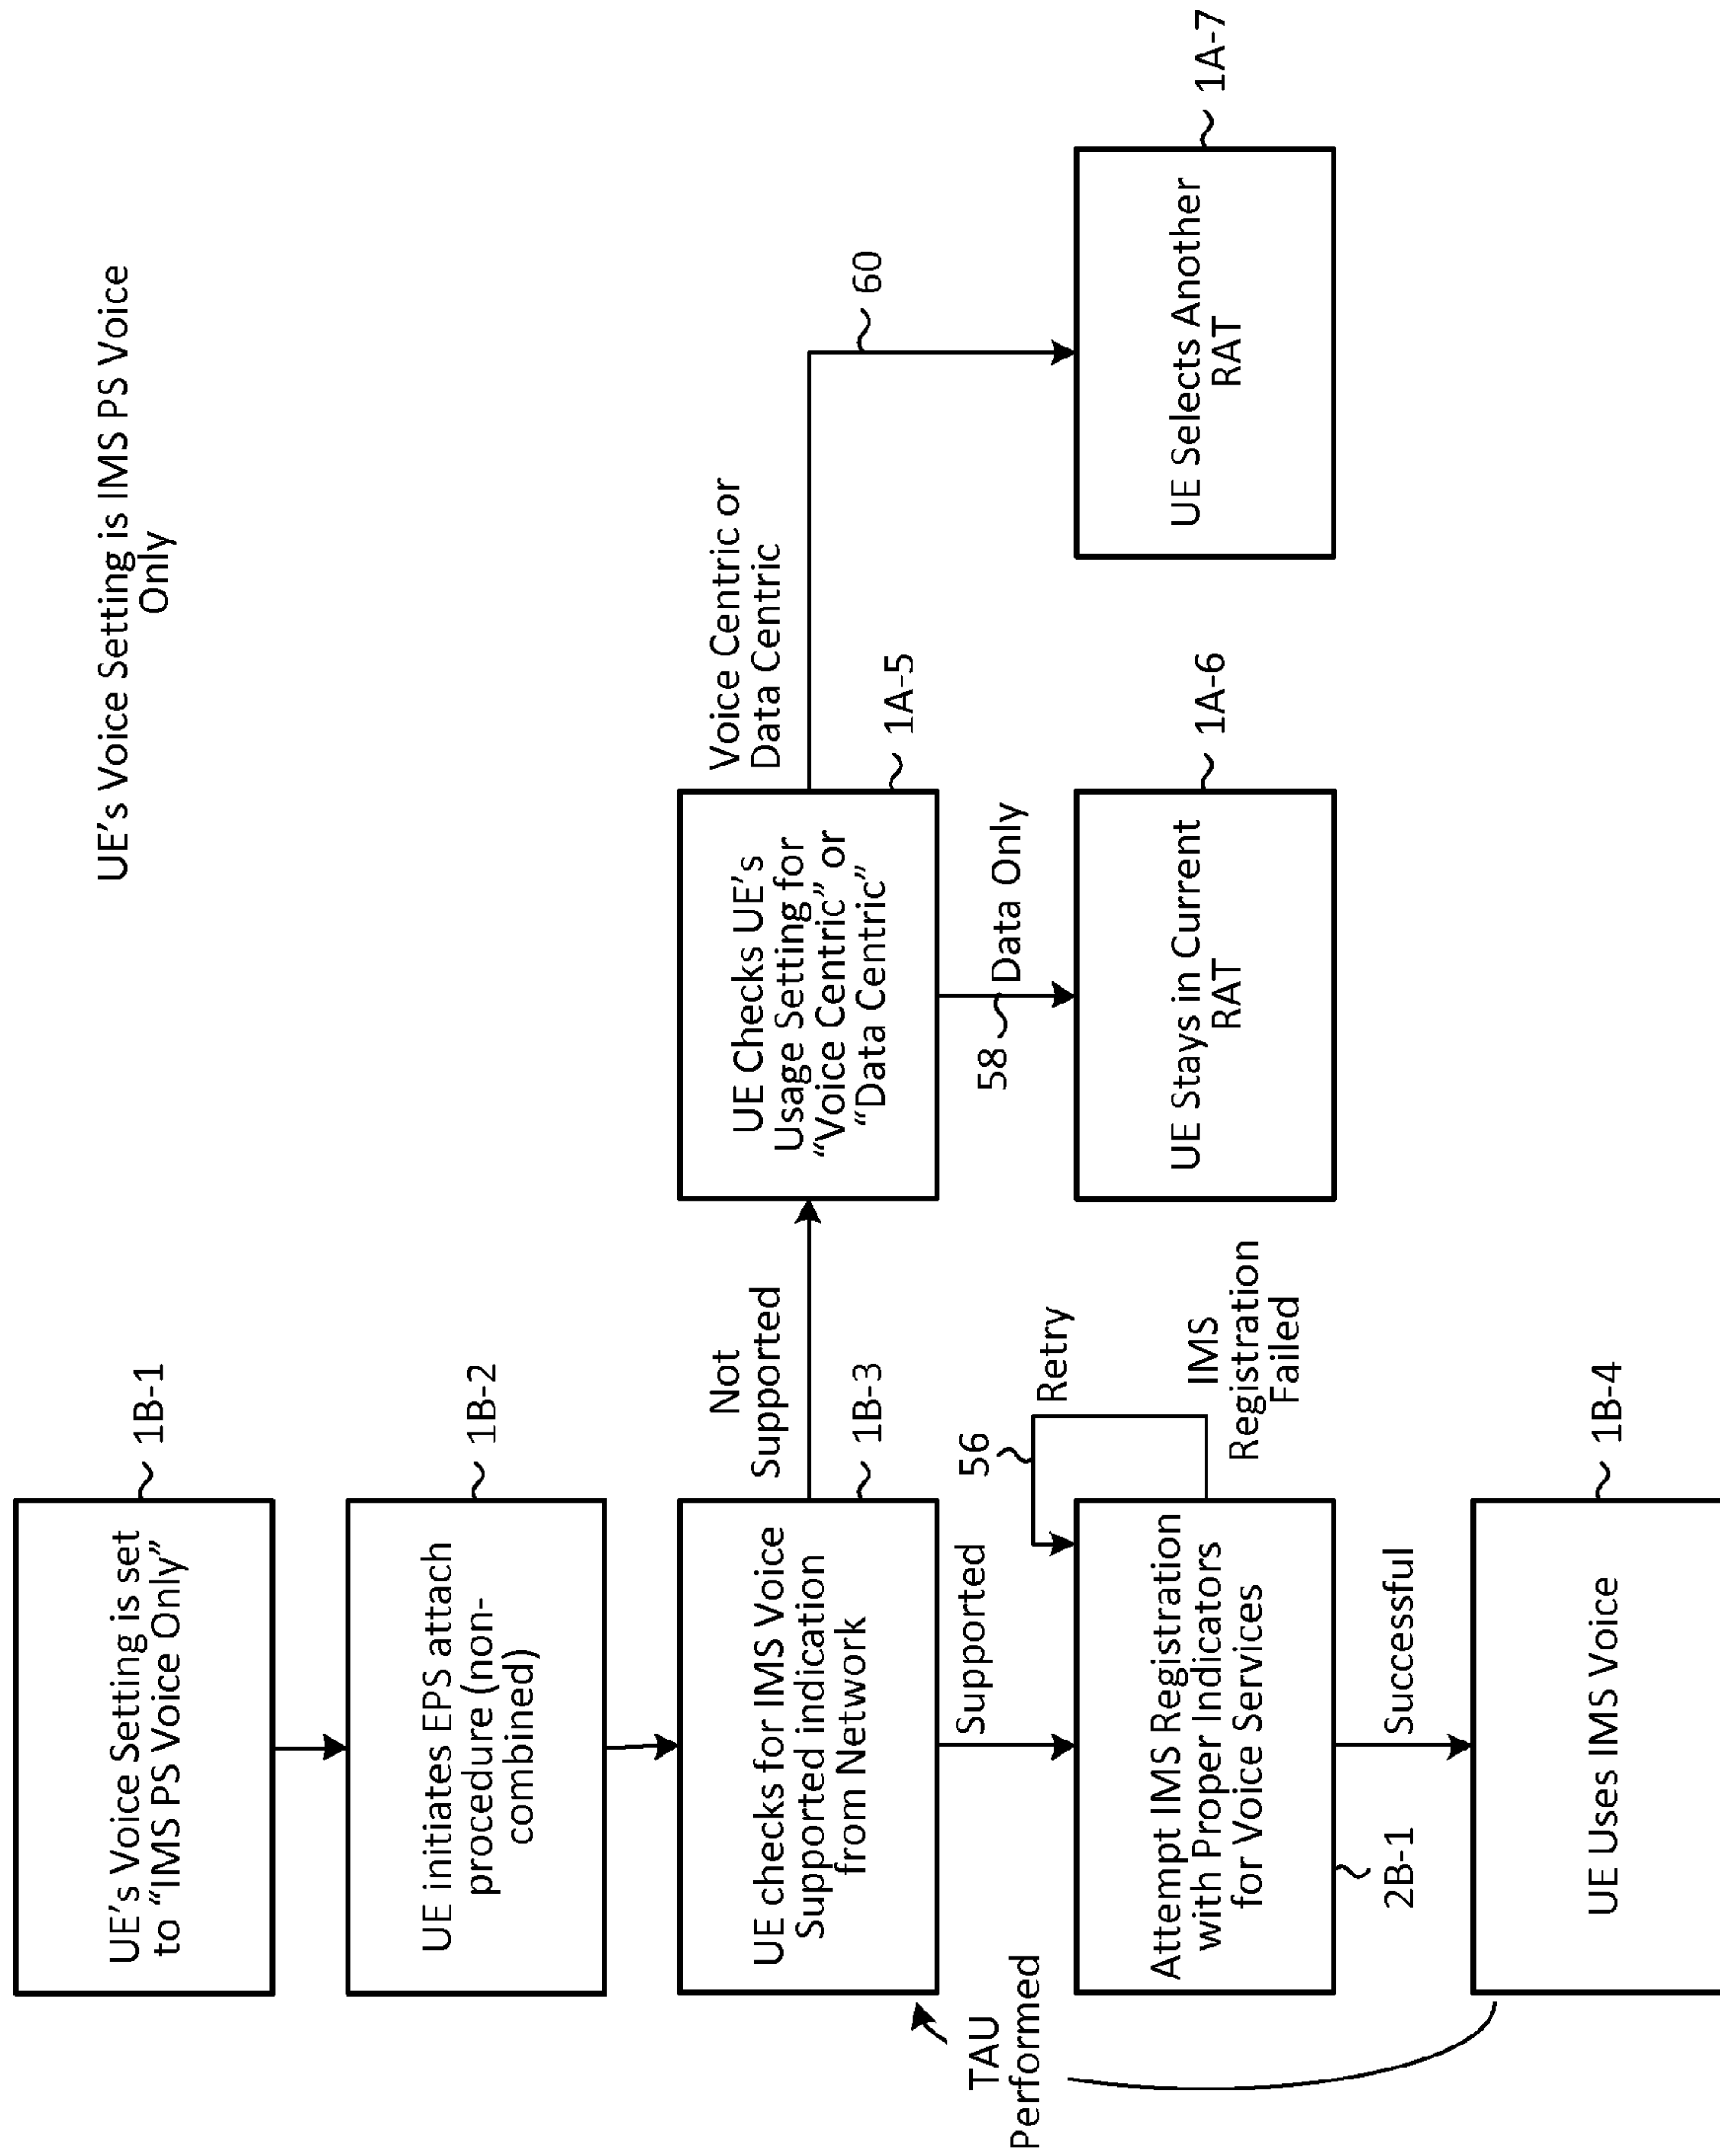 UE's Voice Setting is IMS PS Voice
Only
UE's Voice Setting is set
to “IMS PS Voice Only”
1B-1
UE initiates EPS attach
procedure (non-
combined)
1B-2
UE checks for IMS Voice
Supported indication
from Network
1B-3
Not
Supported
UE Checks UE's
Usage Setting for
“Voice Centric” or
“Data Centric”
1A-5
Voice Centric or
Data Centric
60
TAU
Performed
Supported
56
Retry
58
Data Only
Attempt IMS Registration
with Proper Indicators
for Voice Services
2B-1
IMS
Registration
Failed
UE Stays in Current
RAT
1A-6
UE Selects Another
RAT
1A-7
Successful
UE Uses IMS Voice
1B-4